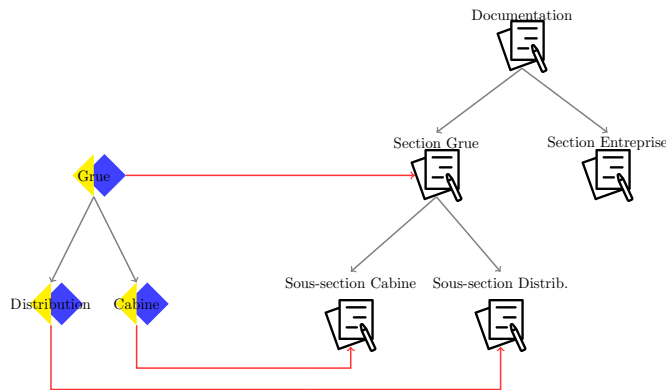 Documentation
Section Grue
Section Entreprise
Grue
Sous-section Cabine
Sous-section Distrib.
Distribution
Cabine